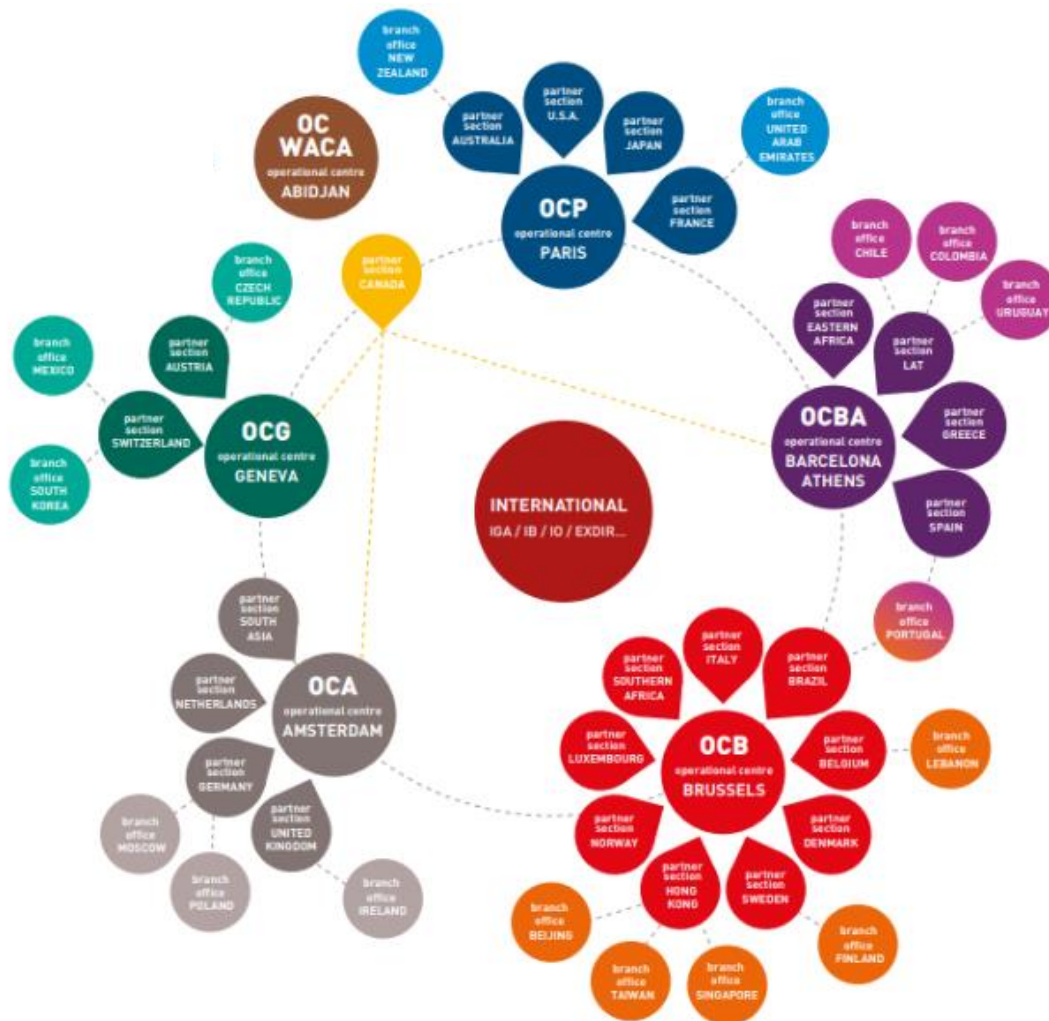 branch
office
NEW
ZEALAND
partner
section
AUSTRALIA
partner
section
U.S.A.
partner
section
JAPAN
branch
office
UNITED
ARAB
EMIRATES
partner
section
FRANCE
OCP
operational centre
PARIS
OC
WACA
operational centre
ABIDJAN
partner
section
CANADA
branch
office
CZECH
REPUBLIC
branch
office
MEXICO
partner
section
AUSTRIA
partner
section
SWITZERLAND
branch
office
SOUTH
KOREA
OCG
operational centre
GENEVA
branch
office
CHILE
branch
office
COLOMBIA
branch
office
URUGUAY
partner
section
EASTERN
AFRICA
partner
section
LAT
partner
section
GREECE
partner
section
SPAIN
OCBA
operational centre
BARCELONA
ATHENS
INTERNATIONAL
IGA / IB / IO / EXDIR...
branch
office
PORTUGAL
partner
section
SOUTH
ASIA
partner
section
NETHERLANDS
partner
section
GERMANY
partner
section
UNITED
KINGDOM
OCA
operational centre
AMSTERDAM
branch
office
MOSCOW
branch
office
POLAND
branch
office
IRELAND
partner
section
ITALY
partner
section
SOUTHERN
AFRICA
partner
section
BRAZIL
partner
section
LUXEMBOURG
partner
section
BELGIUM
branch
office
LEBANON
OCB
operational centre
BRUSSELS
partner
section
NORWAY
partner
section
DENMARK
partner
section
HONG
KONG
partner
section
SWEDEN
branch
office
BEIJING
branch
office
TAIWAN
branch
office
SINGAPORE
branch
office
FINLAND